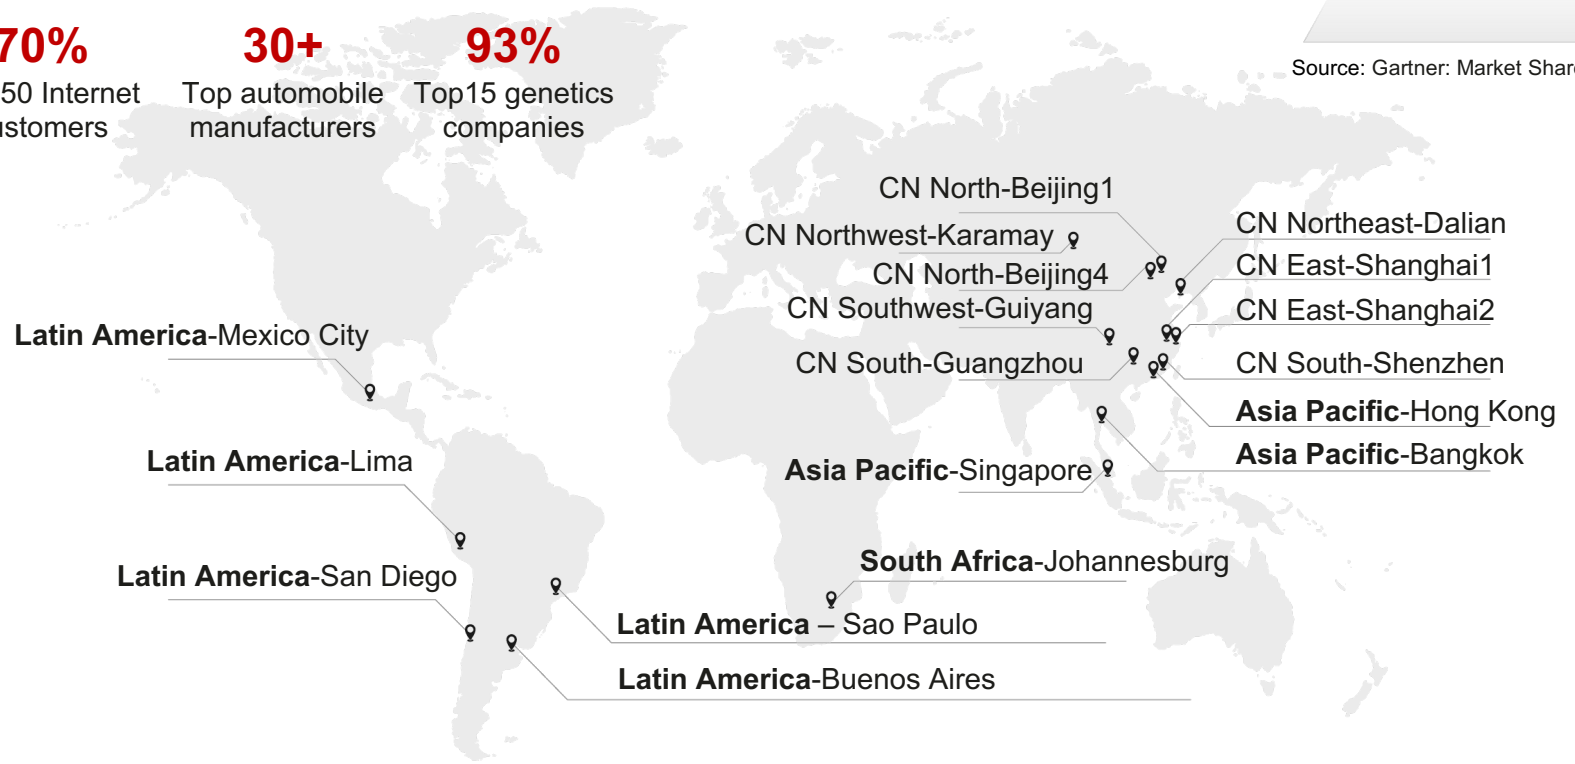 70%
30+
93%
50 Internet
Top automobile
Top15 genetics
manufacturers
companies
Source: Gartner: Market Share
CN North-Beijing1
CN Northwest-Karamay
CN Northeast-Dalian
CN North-Beijing4
CN East-Shanghai1
CN Southwest-Guiyang
CN East-Shanghai2
Latin America-Mexico City
CN South-Guangzhou
CN South-Shenzhen
Asia Pacific-Hong Kong
Latin America-Lima
Asia Pacific-Singapore
Asia Pacific-Bangkok
Latin America-San Diego
South Africa-Johannesburg
Latin America – Sao Paulo
Latin America-Buenos Aires